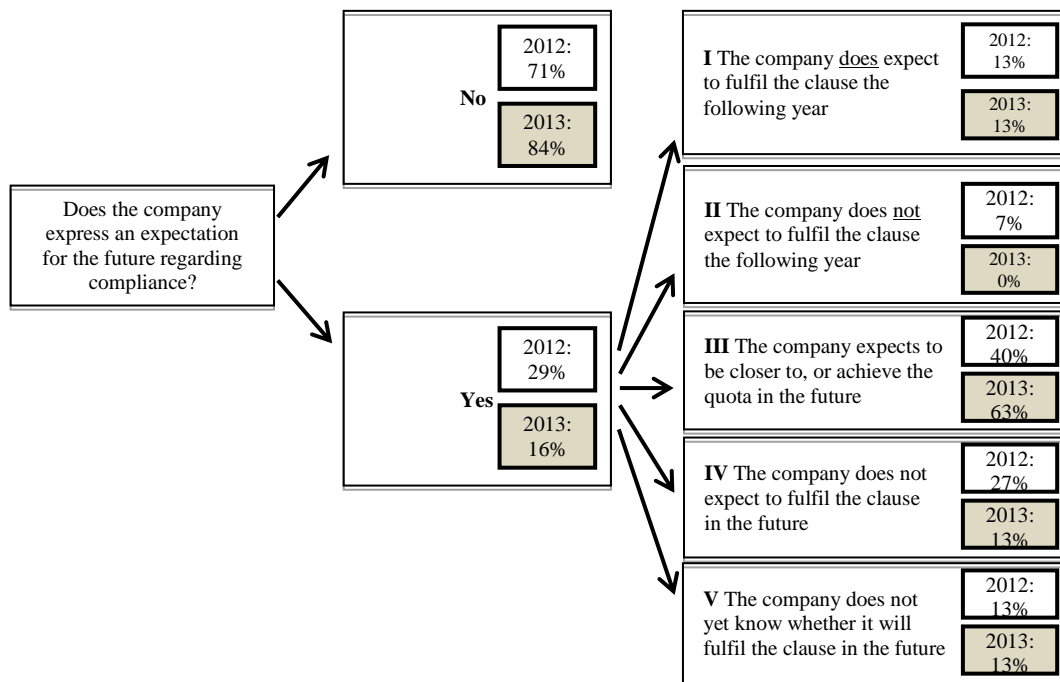 Does the company
express an expectation
for the future regarding
compliance?
No
2012:
71%
2013:
84%
Yes
2012:
29%
2013:
16%
I The company does expect
to fulfil the clause the
following year
2012:
13%
2013:
13%
II The company does not
expect to fulfil the clause
the following year
2012:
7%
2013:
0%
III The company expects to
be closer to, or achieve the
quota in the future
2012:
40%
2013:
63%
IV The company does not
expect to fulfil the clause
in the future
2012:
27%
2013:
13%
V The company does not
yet know whether it will
fulfil the clause in the future
2012:
13%
2013:
13%